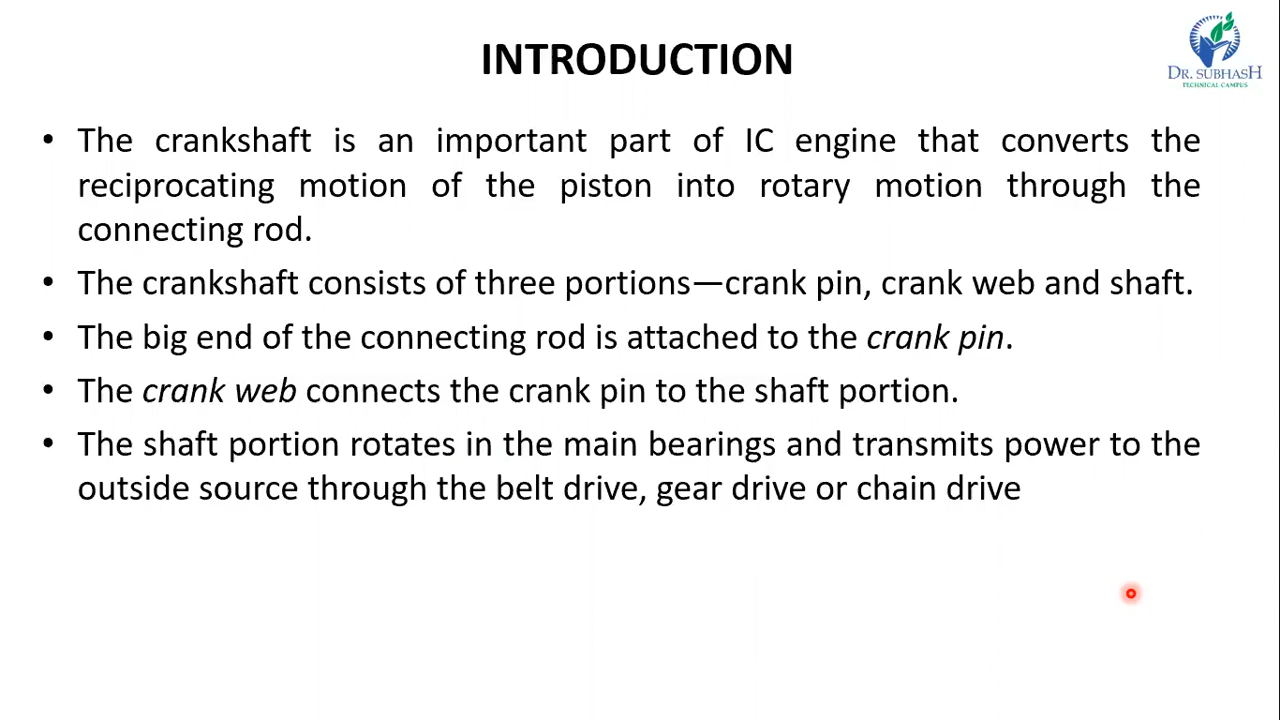 INTRODUCTION
DR. SUBHASH
TECHNICAL CAMPUS
• The crankshaft is an important part of IC engine that converts the
reciprocating motion of the piston into rotary motion through the
connecting rod.
• The crankshaft consists of three portions—crank pin, crank web and shaft.
• The big end of the connecting rod is attached to the crank pin.
• The crank web connects the crank pin to the shaft portion.
• The shaft portion rotates in the main bearings and transmits power to the
outside source through the belt drive, gear drive or chain drive